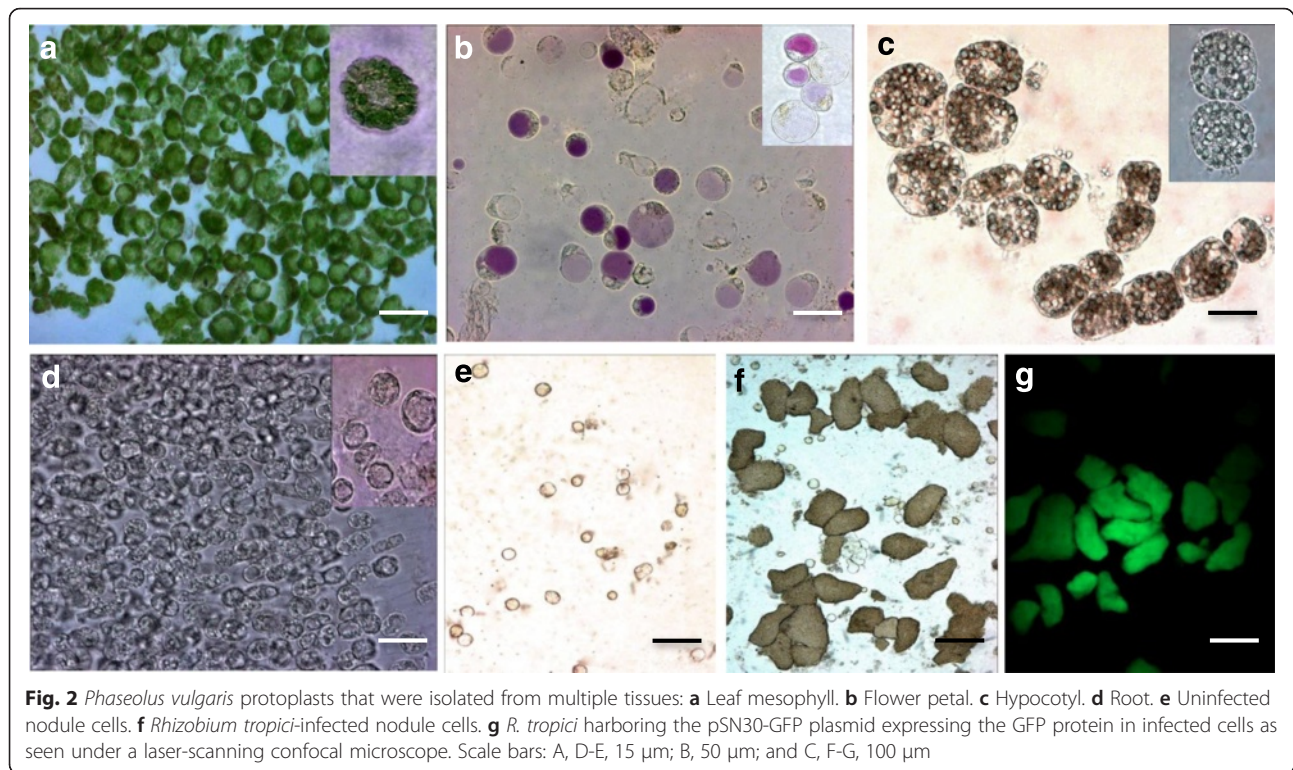 a
b
c
d
e
f
g
Fig. 2 Phaseolus vulgaris protoplasts that were isolated from multiple tissues: a Leaf mesophyll. b Flower petal. c Hypocotyl. d Root. e Uninfected
nodule cells. f Rhizobium tropici-infected nodule cells. g R. tropici harboring the pSN30-GFP plasmid expressing the GFP protein in infected cells as
seen under a laser-scanning confocal microscope. Scale bars: A, D-E, 15 μm; B, 50 μm; and C, F-G, 100 μm